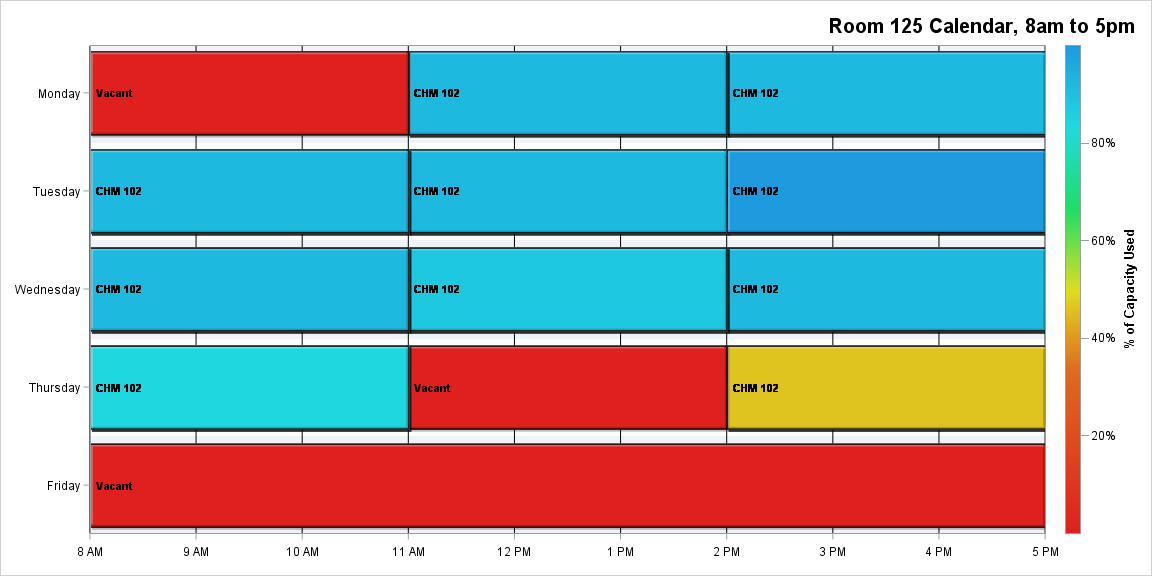 Room 125 Calendar, 8am to 5pm
Monday
Vacant
CHM 102
CHM 102
Tuesday
CHM 102
CHM 102
CHM 102
Wednesday
CHM 102
CHM 102
CHM 102
Thursday
CHM 102
Vacant
CHM 102
Friday
Vacant
8 AM
9 AM
10 AM
11 AM
12 PM
1 PM
2 PM
3 PM
4 PM
5 PM
80%
60%
40%
20%
% of Capacity Used